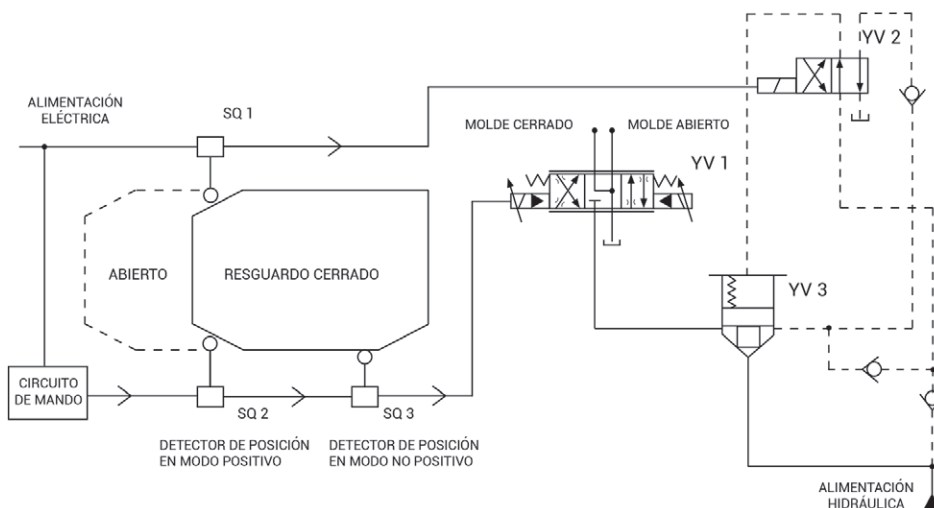 YV 2
ALIMENTACIÓN
ELÉCTRICA
SQ 1
MOLDE CERRADO
MOLDE ABIERTO
YV 1
ABIERTO
RESGUARDO CERRADO
YV 3
CIRCUITO
DE MANDO
SQ 2
SQ 3
DETECTOR DE POSICIÓN
EN MODO POSITIVO
DETECTOR DE POSICIÓN
EN MODO NO POSITIVO
ALIMENTACIÓN
HIDRÁULICA